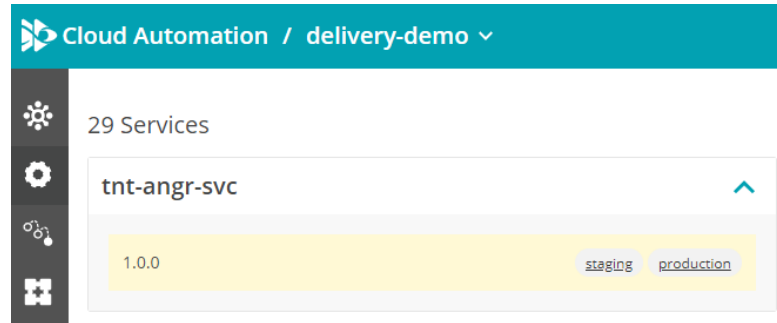 Cloud Automation / delivery-demo
29 Services
tnt-angr-svc
1.0.0 staging production